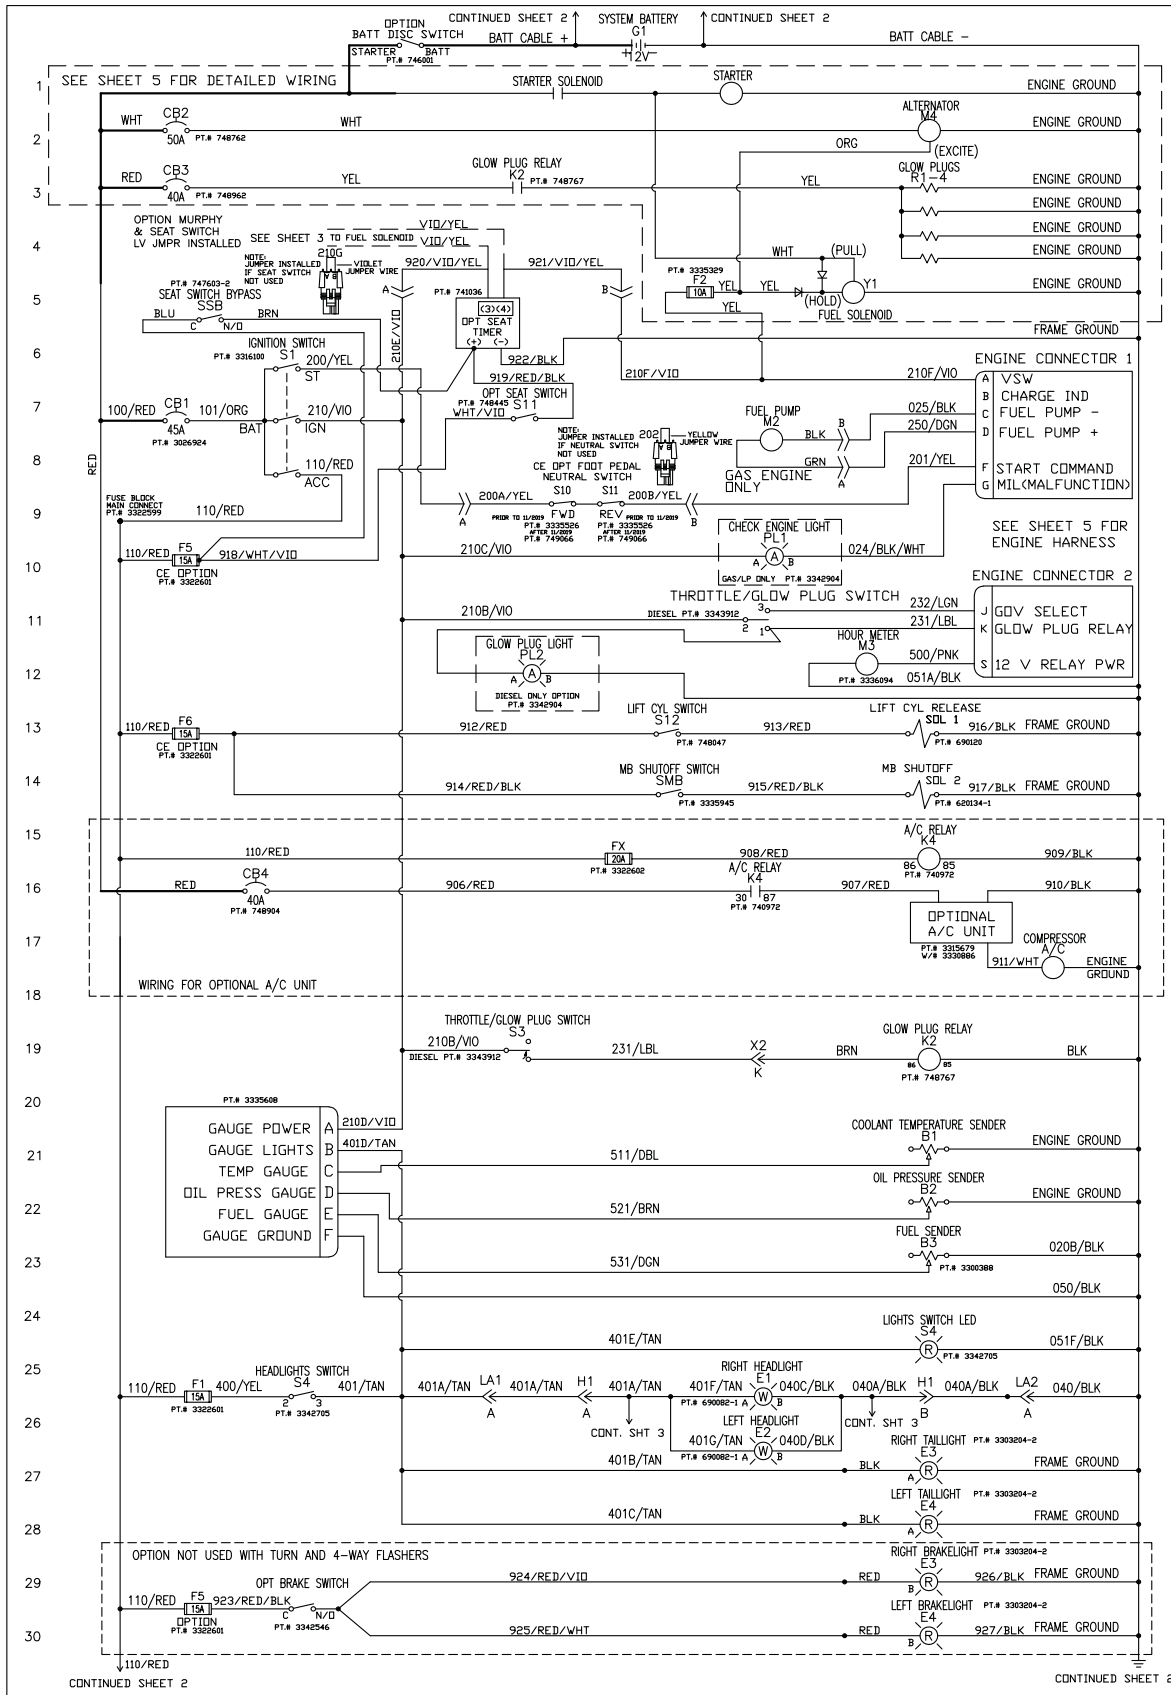 CONTINUED SHEET 2
SYSTEM BATTERY
G1
+ -
12V
CONTINUED SHEET 2
OPTION
BATT DISC SWITCH
STARTER
BATT
PT.# 746001
BATT CABLE +
BATT CABLE -
1
SEE SHEET 5 FOR DETAILED WIRING
STARTER SOLENOID
STARTER
ENGINE GROUND
2
WHT
CB2
50A
PT.# 748762
WHT
ALTERNATOR
M4
ENGINE GROUND
ORG
(EXCITE)
3
RED
CB3
40A
PT.# 748962
YEL
GLOW PLUG RELAY
K2
PT.# 748767
YEL
GLOW PLUGS
R1-4
ENGINE GROUND
ENGINE GROUND
4
ENGINE GROUND
ENGINE GROUND
OPTION MURPHY
& SEAT SWITCH
LV JMPR INSTALLED
SEE SHEET 3 TO FUEL SOLENOID
VIO/YEL
VIO/YEL
NOTE:
JUMPER INSTALLED
IF SEAT SWITCH
NOT USED
210G
A B
VIOLET
JUMPER WIRE
920/VIO/YEL
921/VIO/YEL
A
B
WHT
(PULL)
5
PT.# 747603-2
SEAT SWITCH BYPASS
SSB
BLU
C
N/O
BRN
PT.# 741036
(3)(4)
OPT SEAT
TIMER
(+) (-)
PT.# 3335329
F2
10A
YEL
YEL
YEL
(HOLD)
Y1
FUEL SOLENOID
ENGINE GROUND
6
IGNITION SWITCH
PT.# 3316100
S1
200/YEL
ST
210E/VIO
922/BLK
FRAME GROUND
919/RED/BLK
210F/VIO
210F/VIO
ENGINE CONNECTOR 1
A VSW
B CHARGE IND
C FUEL PUMP -
D FUEL PUMP +
F START COMMAND
G MIL(MALFUNCTION)
7
100/RED
CB1
45A
PT.# 3026924
101/ORG
BAT
210/VIO
IGN
OPT SEAT SWITCH
PT.# 748445
S11
WHT/VIO
FUEL PUMP
M2
BLK
B
025/BLK
250/DGN
8
RED
110/RED
ACC
NOTE:
JUMPER INSTALLED
IF NEUTRAL SWITCH
NOT USED
202
YELLOW
JUMPER WIRE
GRN
A
GAS ENGINE
ONLY
201/YEL
CE OPT FOOT PEDAL
NEUTRAL SWITCH
9
FUSE BLOCK
MAIN CONNECT
PT.# 3322599
110/RED
A
200A/YEL
S10
FWD
PRIOR TO 11/2019
PT.# 3335526
AFTER 11/2019
PT.# 749066
S11
REV
PRIOR TO 11/2019
PT.# 3335526
AFTER 11/2019
PT.# 749066
200B/YEL
B
SEE SHEET 5 FOR
ENGINE HARNESS
10
110/RED
F5
15A
CE OPTION
PT.# 3322601
918/WHT/VIO
210C/VIO
CHECK ENGINE LIGHT
PL1
A A B
GAS/LP ONLY PT.# 3342904
024/BLK/WHT
11
210B/VIO
THROTTLE/GLOW PLUG SWITCH
DIESEL PT.# 3343912
3
2
1
232/LGN
231/LBL
ENGINE CONNECTOR 2
J GOV SELECT
K GLOW PLUG RELAY
S 12 V RELAY PWR
12
GLOW PLUG LIGHT
PL2
A A B
DIESEL ONLY OPTION
PT.# 3342904
HOUR METER
M3
PT.# 3336094
500/PNK
051A/BLK
13
110/RED
F6
15A
CE OPTION
PT.# 3322601
912/RED
LIFT CYL SWITCH
S12
PT.# 748047
913/RED
LIFT CYL RELEASE
SOL 1
PT.# 690120
916/BLK FRAME GROUND
14
914/RED/BLK
MB SHUTOFF SWITCH
SMB
PT.# 3335945
915/RED/BLK
MB SHUTOFF
SOL 2
PT.# 620134-1
917/BLK FRAME GROUND
15
110/RED
FX
20A
PT.# 3322602
908/RED
A/C RELAY
K4
86 85
PT.# 740972
909/BLK
16
RED
CB4
40A
PT.# 748904
906/RED
A/C RELAY
K4
30 87
PT.# 740972
907/RED
910/BLK
17
OPTIONAL
A/C UNIT
PT.# 3315679
W/# 3330886
911/WHT
COMPRESSOR
A/C
ENGINE
GROUND
18
WIRING FOR OPTIONAL A/C UNIT
19
210B/VIO
THROTTLE/GLOW PLUG SWITCH
S3
DIESEL PT.# 3343912
231/LBL
X2
K
BRN
GLOW PLUG RELAY
K2
86 85
PT.# 748767
BLK
20
PT.# 3335608
GAUGE POWER A
210D/VIO
21
GAUGE LIGHTS B
401D/TAN
TEMP GAUGE C
511/DBL
COOLANT TEMPERATURE SENDER
B1
ENGINE GROUND
22
OIL PRESS GAUGE D
FUEL GAUGE E
GAUGE GROUND F
521/BRN
OIL PRESSURE SENDER
B2
ENGINE GROUND
23
531/DGN
FUEL SENDER
B3
PT.# 3300388
020B/BLK
050/BLK
24
401E/TAN
LIGHTS SWITCH LED
S4
R
PT.# 3342705
051F/BLK
25
110/RED
F1
15A
PT.# 3322601
400/YEL
HEADLIGHTS SWITCH
S4
2 3
PT.# 3342705
401/TAN
401A/TAN
LA1
A
401A/TAN
H1
A
401A/TAN
CONT. SHT 3
401F/TAN
RIGHT HEADLIGHT
E1
PT.# 690082-1 A W B
040C/BLK
040A/BLK
CONT. SHT 3
H1
B
040A/BLK
LA2
A
040/BLK
26
401G/TAN
LEFT HEADLIGHT
E2
PT.# 690082-1 A W B
040D/BLK
27
401B/TAN
BLK
RIGHT TAILLIGHT PT.# 3303204-2
E3
A R
FRAME GROUND
28
401C/TAN
BLK
LEFT TAILLIGHT PT.# 3303204-2
E4
A R
FRAME GROUND
OPTION NOT USED WITH TURN AND 4-WAY FLASHERS
29
924/RED/VIO
RED
RIGHT BRAKELIGHT PT.# 3303204-2
E3
B R
926/BLK FRAME GROUND
110/RED
F5
15A
OPTION
PT.# 3322601
923/RED/BLK
OPT BRAKE SWITCH
C N/O
PT.# 3342546
30
925/RED/WHT
RED
LEFT BRAKELIGHT PT.# 3303204-2
E4
B R
927/BLK FRAME GROUND
110/RED
CONTINUED SHEET 2
CONTINUED SHEET 2